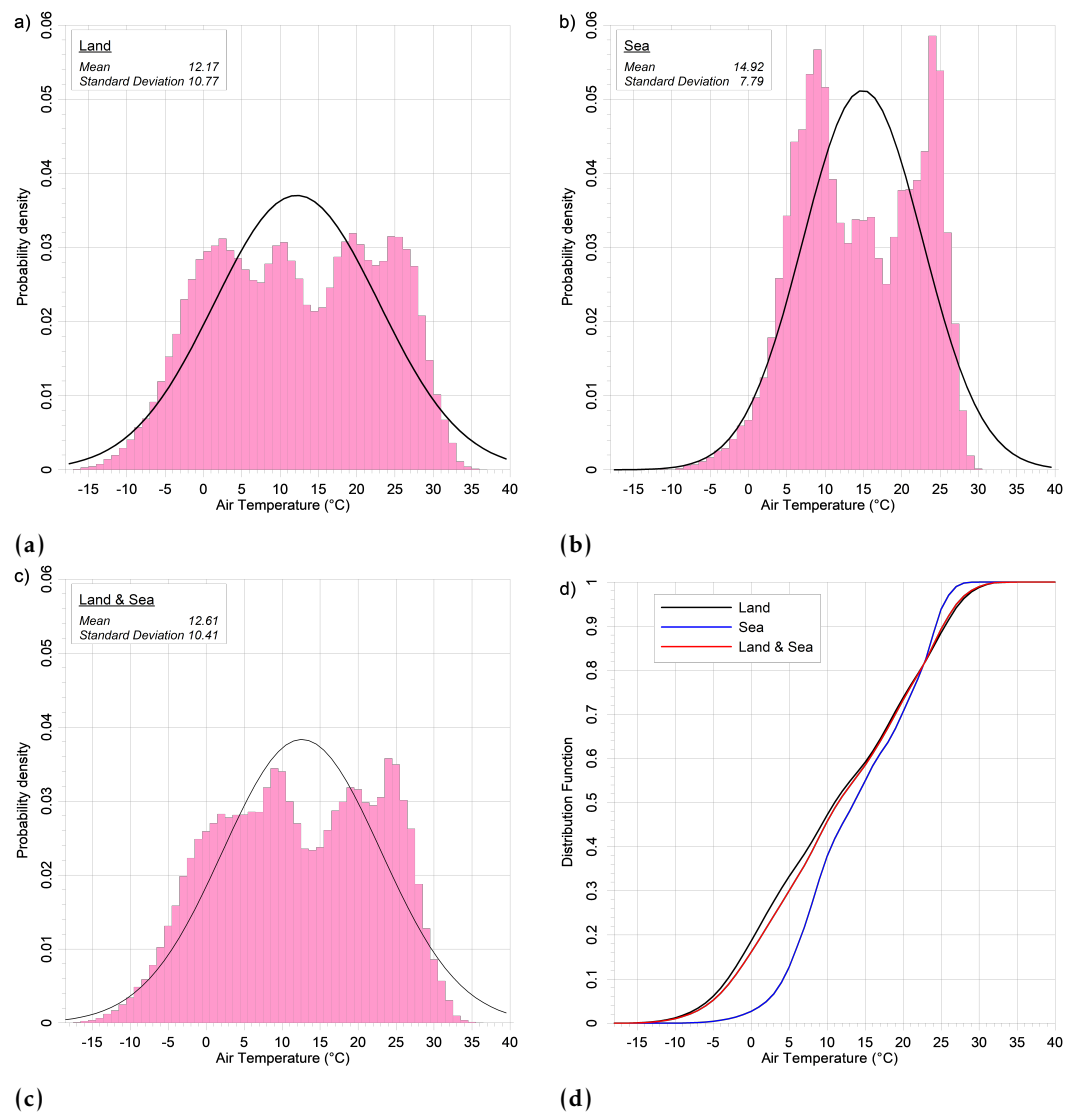 a)
Land
Mean 12.17
Standard Deviation 10.77
0.06
0.05
0.04
0.03
0.02
0.01
0
Probability density
-15 -10 -5 0 5 10 15 20 25 30 35 40
Air Temperature (°C)
(a)
b)
Sea
Mean 14.92
Standard Deviation 7.79
0.06
0.05
0.04
0.03
0.02
0.01
0
Probability density
-15 -10 -5 0 5 10 15 20 25 30 35 40
Air Temperature (°C)
(b)
c)
Land & Sea
Mean 12.61
Standard Deviation 10.41
0.06
0.05
0.04
0.03
0.02
0.01
0
Probability density
-15 -10 -5 0 5 10 15 20 25 30 35 40
Air Temperature (°C)
(c)
d)
Land
Sea
Land & Sea
1
0.9
0.8
0.7
0.6
0.5
0.4
0.3
0.2
0.1
0
Distribution Function
-15 -10 -5 0 5 10 15 20 25 30 35 40
Air Temperature (°C)
(d)